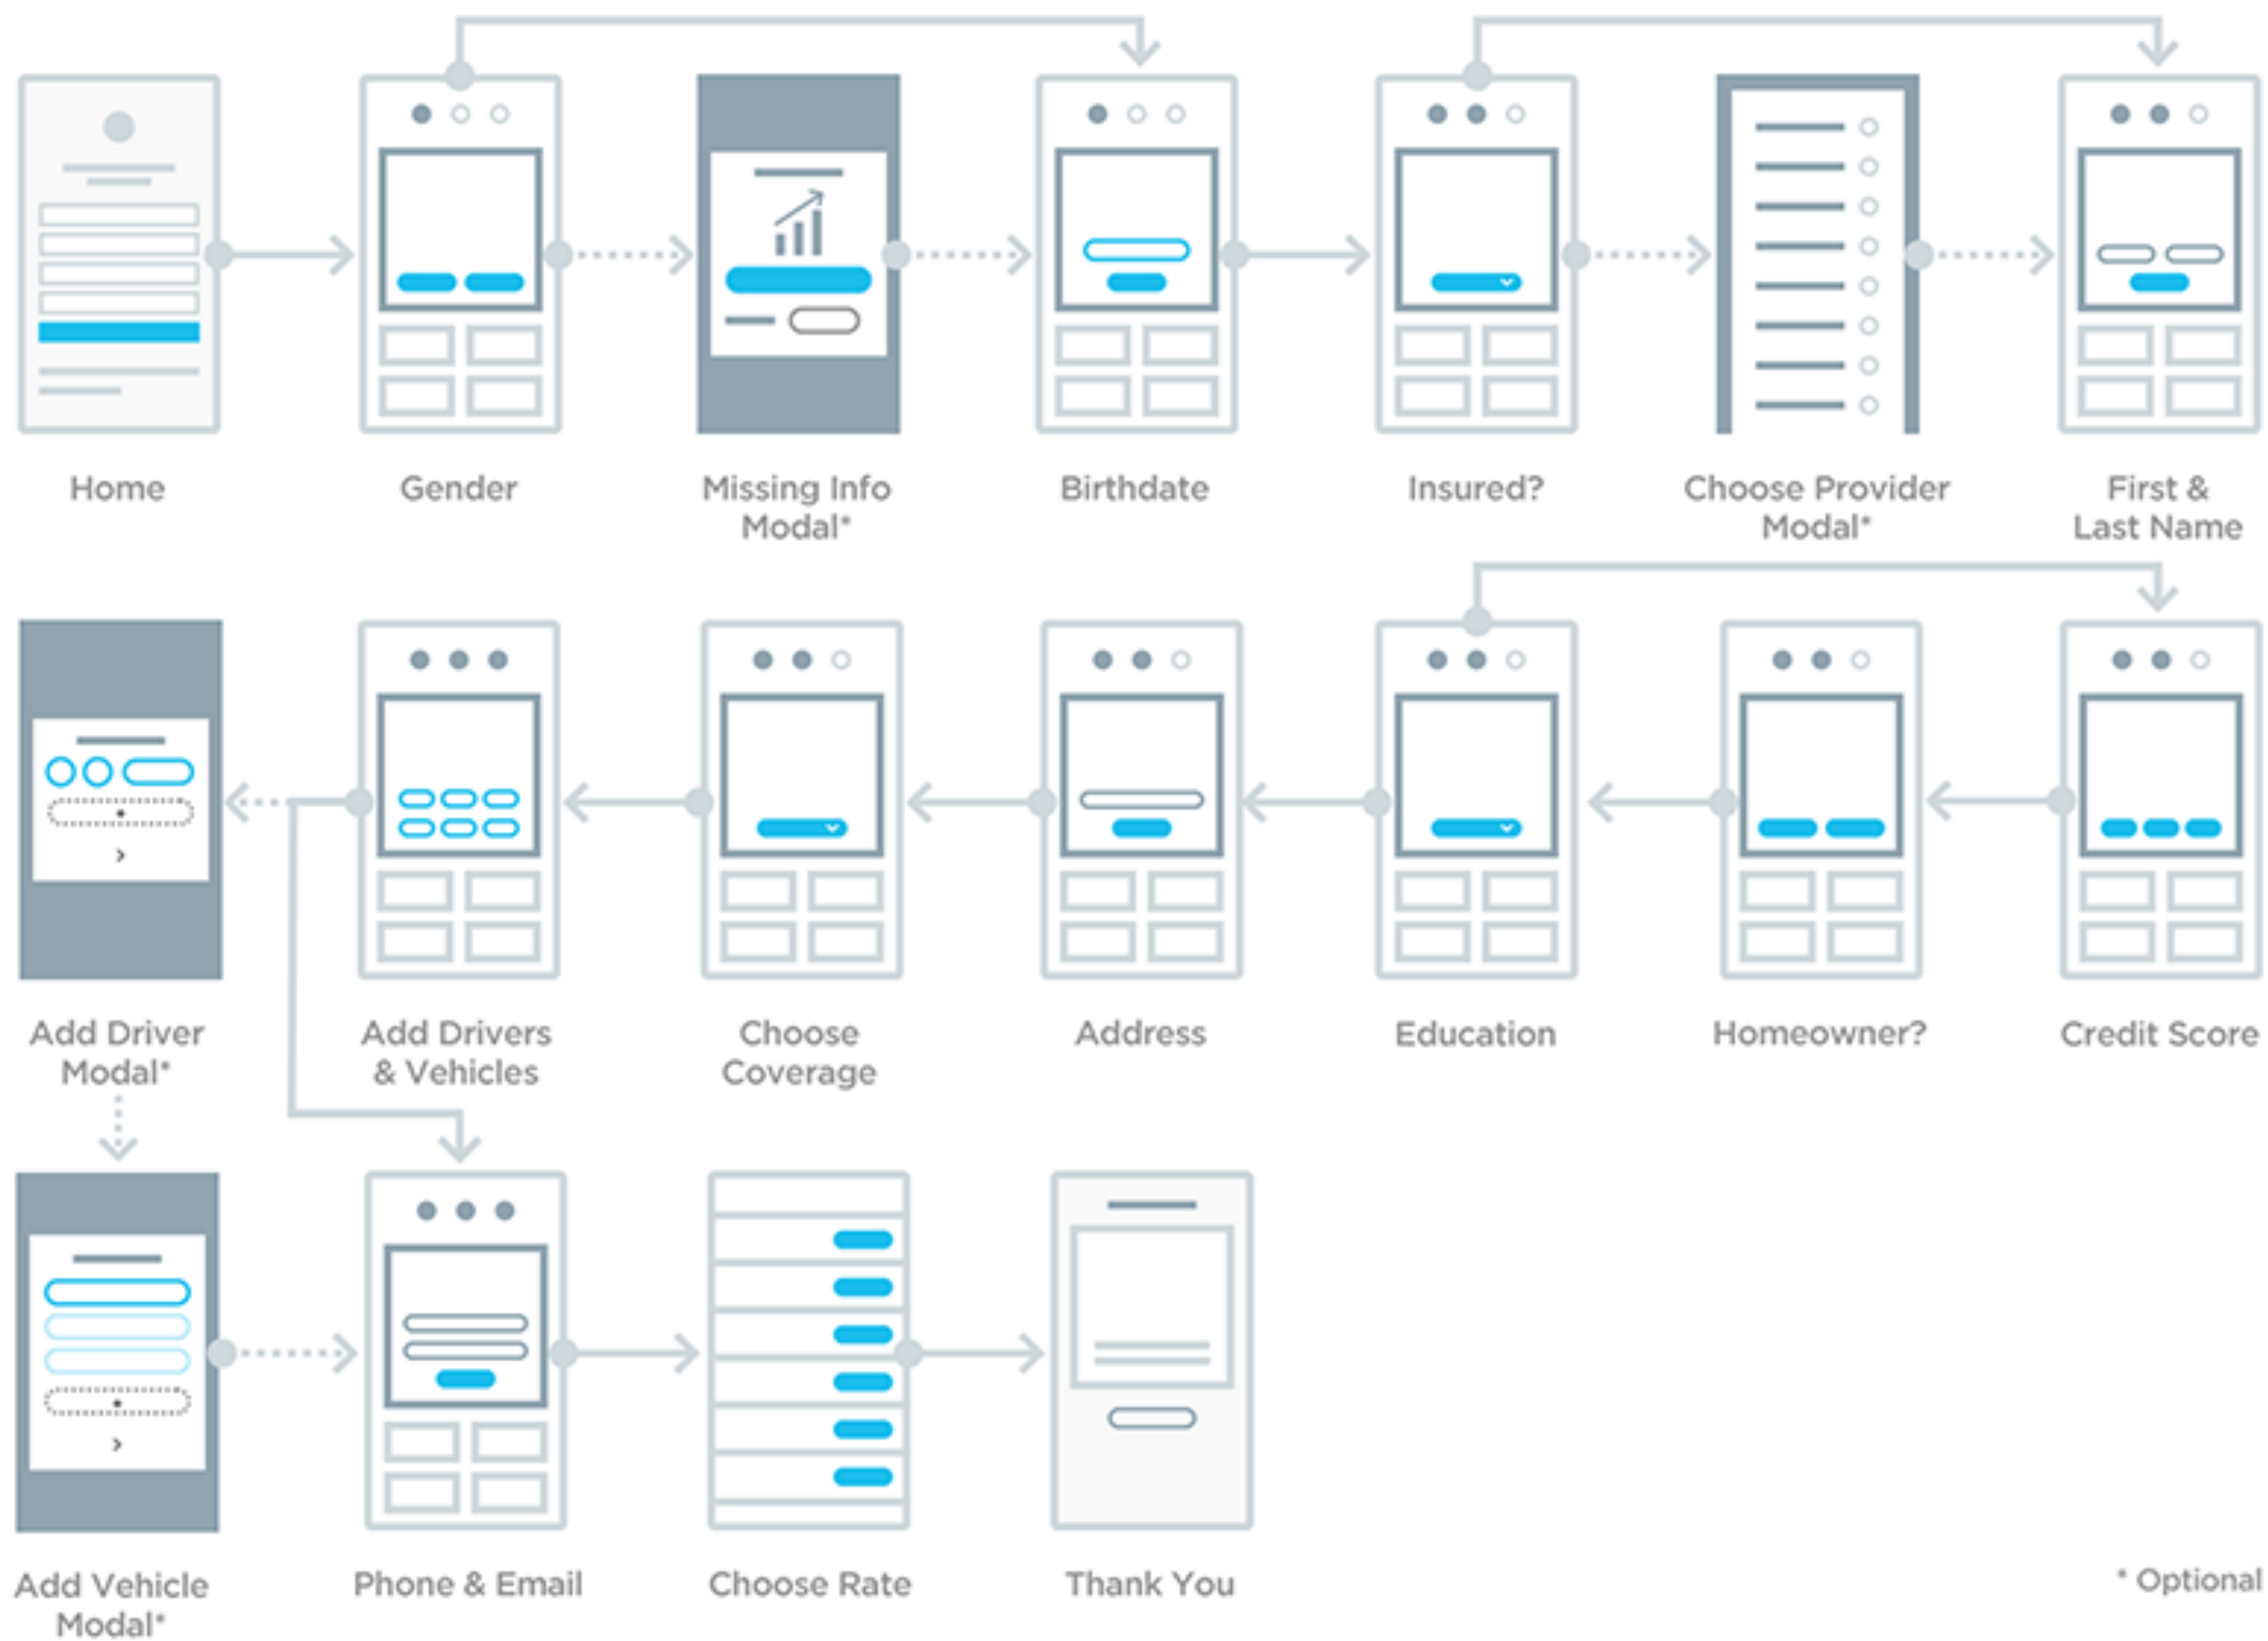 Home
Gender
Missing Info
Modal*
Birthdate
Insured?
Choose Provider
Modal*
First &
Last Name
Add Driver
Modal*
Add Drivers
& Vehicles
Choose
Coverage
Address
Education
Homeowner?
Credit Score
Add Vehicle
Modal*
Phone & Email
Choose Rate
Thank You
* Optional